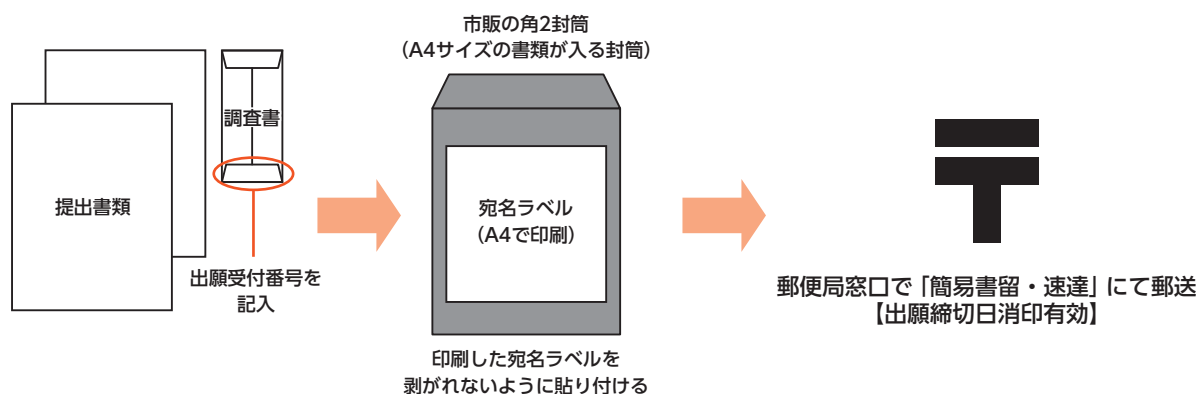 提出書類
調査書
出願受付番号を
記入
市販の角2封筒
（A4サイズの書類が入る封筒）
宛名ラベル
（A4で印刷）
印刷した宛名ラベルを
剥がれないように貼り付ける
〒
郵便局窓口で「簡易書留・速達」にて郵送
【出願締切日消印有効】